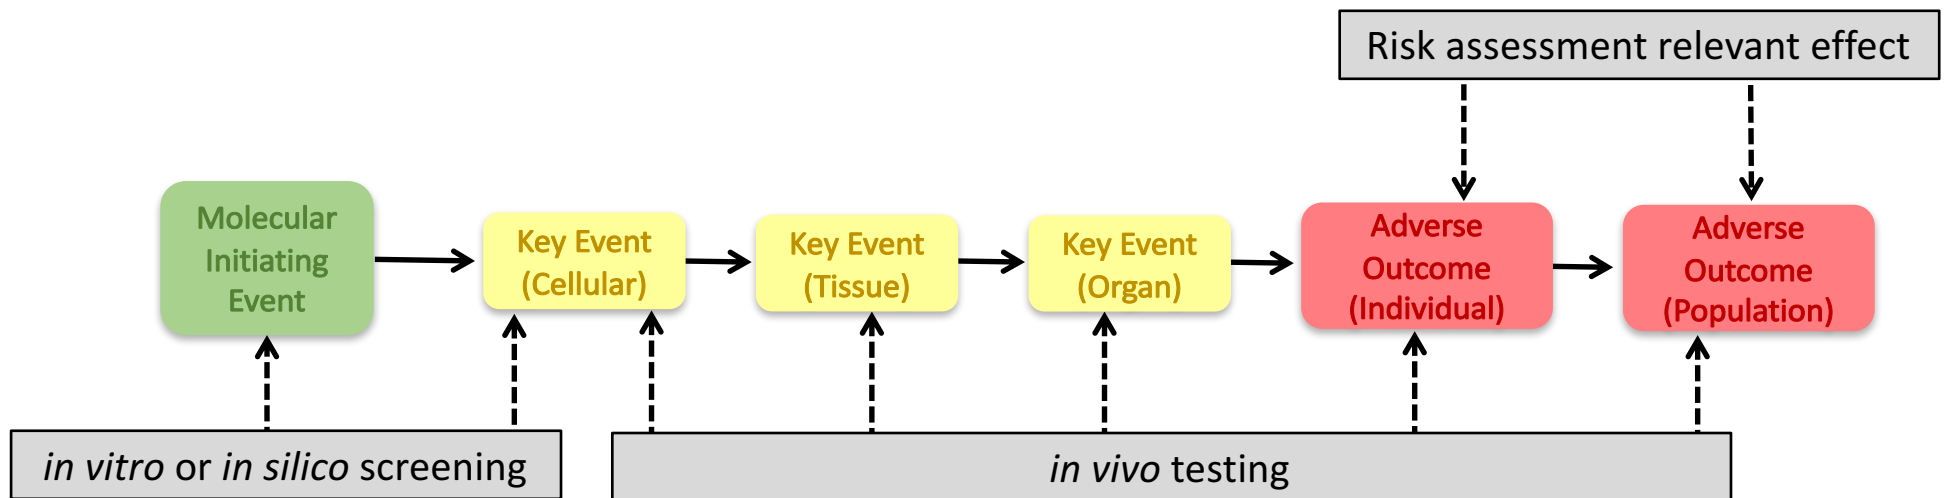 Risk assessment relevant effect
Molecular
Initiating
Event
Key Event
(Cellular)
Key Event
(Tissue)
Key Event
(Organ)
Adverse
Outcome
(Individual)
Adverse
Outcome
(Population)
in vitro or in silico screening
in vivo testing